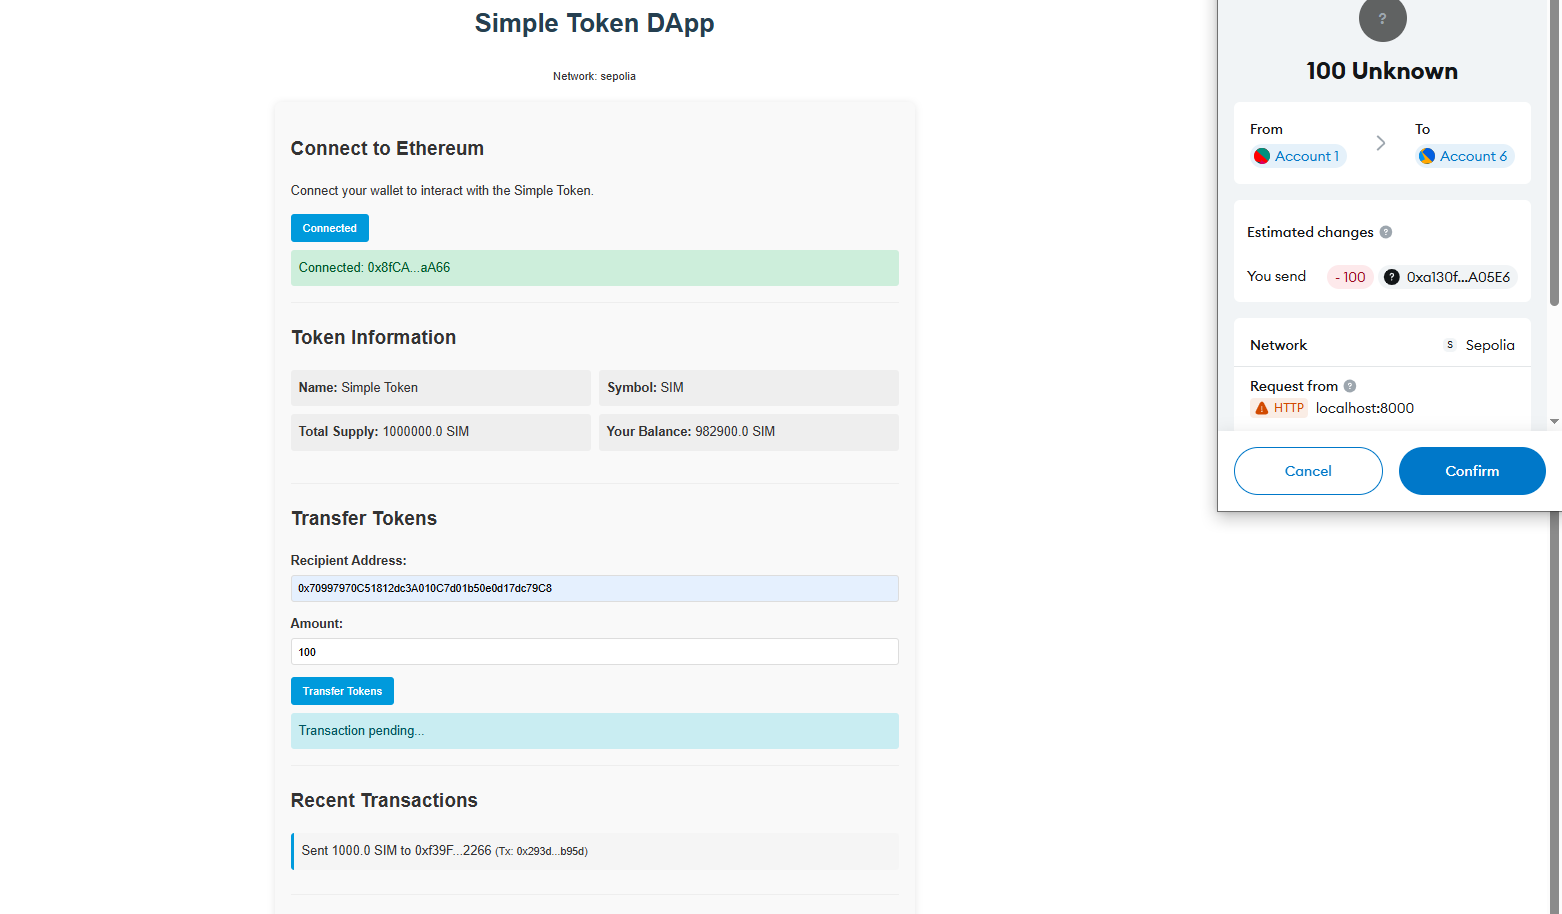 Simple Token DApp
Network: sepolia
Connect to Ethereum
Connect your wallet to interact with the Simple Token.
Connected
Connected: 0x8fCA...aA66
Token Information
Name: Simple Token
Symbol: SIM
Total Supply: 1000000.0 SIM
Your Balance: 982900.0 SIM
Transfer Tokens
Recipient Address:
0x70997970C51812dc3A010C7d01b50e0d17dc79C8
Amount:
100
Transfer Tokens
Transaction pending...
Recent Transactions
Sent 1000.0 SIM to 0xf39F...2266 (Tx: 0x293d...b95d)
?
100 Unknown
From
To
Account 1
Account 6
Estimated changes ?
You send
- 100
? 0xa130f...A05E6
Network
S Sepolia
Request from ?
HTTP localhost:8000
Cancel
Confirm